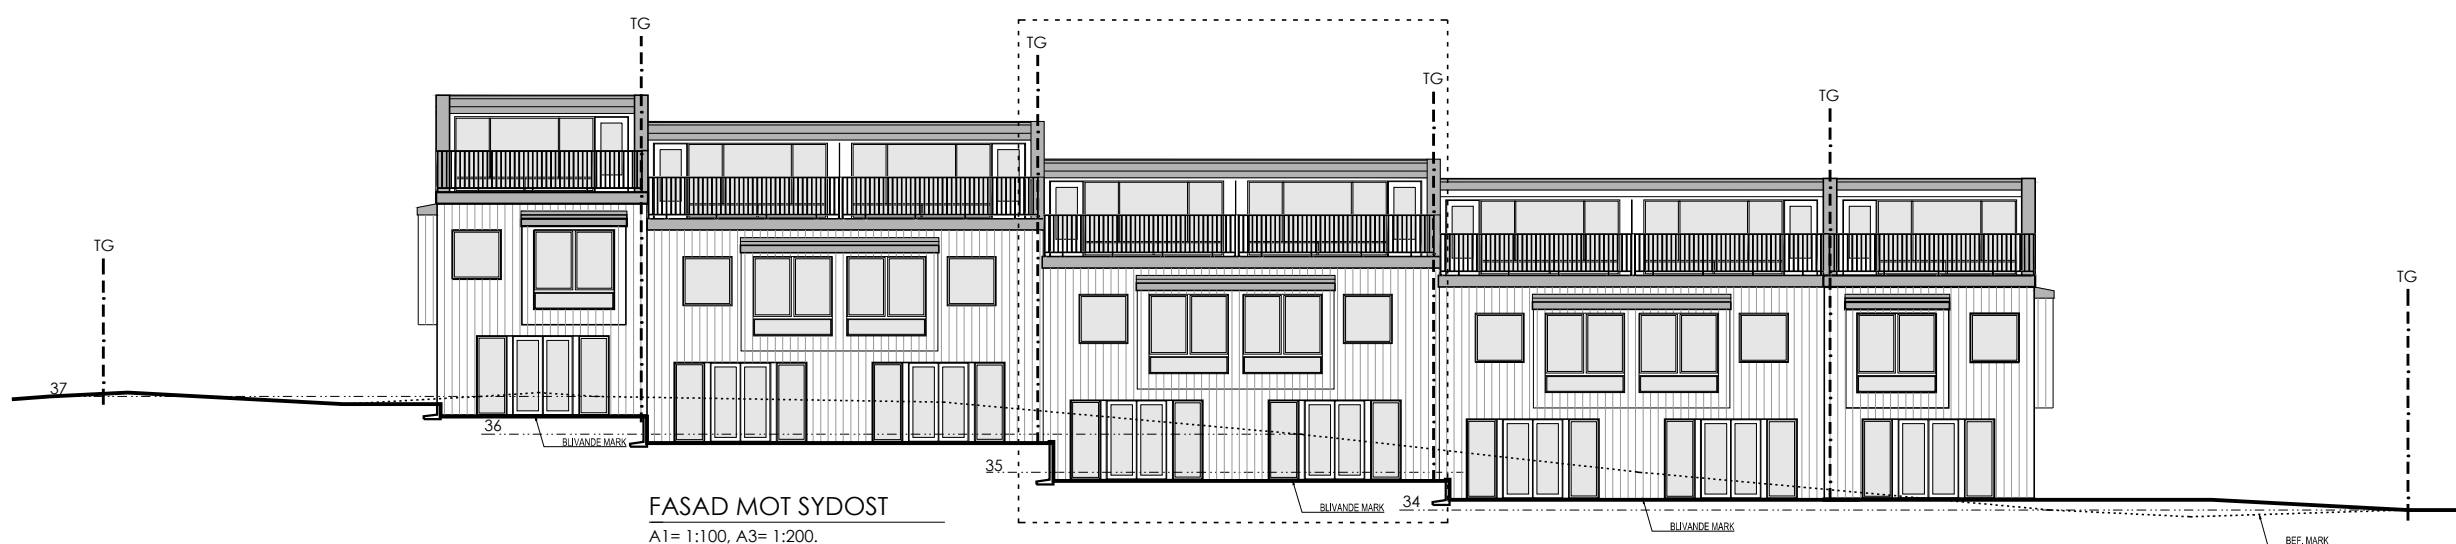 TG
TG
TG
TG
TG
TG
37
36
BLIVANDE MARK
35
BLIVANDE MARK
34
BLIVANDE MARK
BEF. MARK
FASAD MOT SYDOST
A1= 1:100, A3= 1:200.